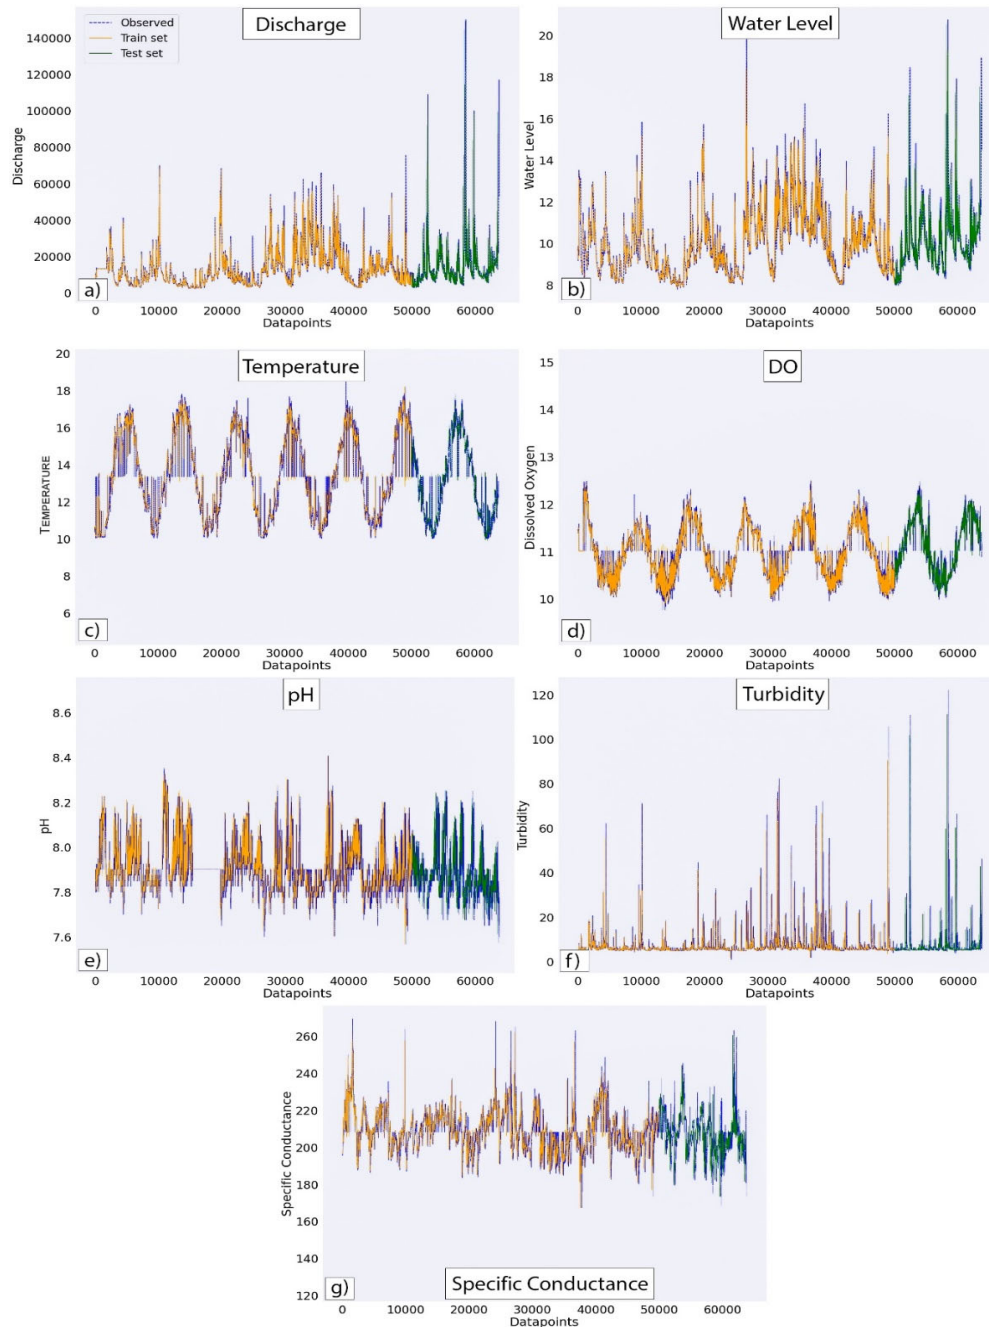 Discharge
Observed
Train set
Test set
140000
120000
100000
80000
60000
40000
20000
0
Discharge
a)
0 10000 20000 30000 40000 50000 60000
Datapoints
Water Level
20
18
16
14
12
10
8
Water Level
b)
0 10000 20000 30000 40000 50000 60000
Datapoints
Temperature
20
18
16
14
12
10
8
6
TEMPERATURE
c)
0 10000 20000 30000 40000 50000 60000
Datapoints
DO
15
14
13
12
11
10
Dissolved Oxygen
d)
0 10000 20000 30000 40000 50000 60000
Datapoints
pH
8.6
8.4
8.2
8.0
7.8
7.6
pH
e)
0 10000 20000 30000 40000 50000 60000
Datapoints
Turbidity
120
100
80
60
40
20
0
Turbidity
f)
0 10000 20000 30000 40000 50000 60000
Datapoints
260
240
220
200
180
160
140
120
Specific Conductance
g)
Specific Conductance
0 10000 20000 30000 40000 50000 60000
Datapoints